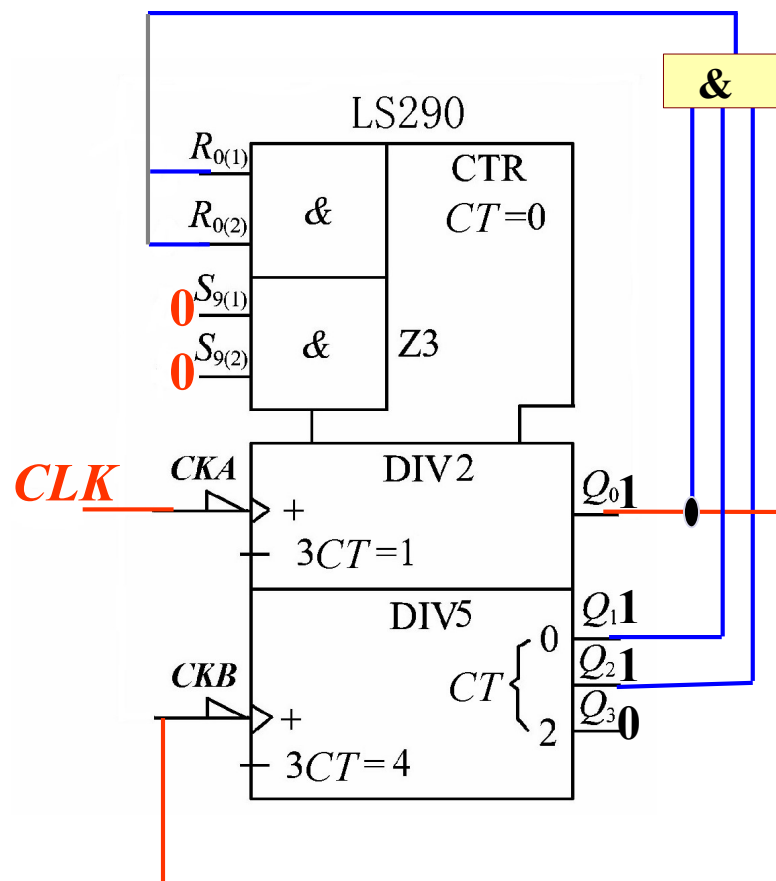 &
LS290
R0(1)
CTR
CT=0
&
R0(2)
0 S9(1)
&
Z3
0 S9(2)
CLK
CKA
DIV2
+
3CT=1
Q0 1
DIV5
Q1 1
0
CKB
CT
Q2 1
+
2
Q3 0
3CT=4